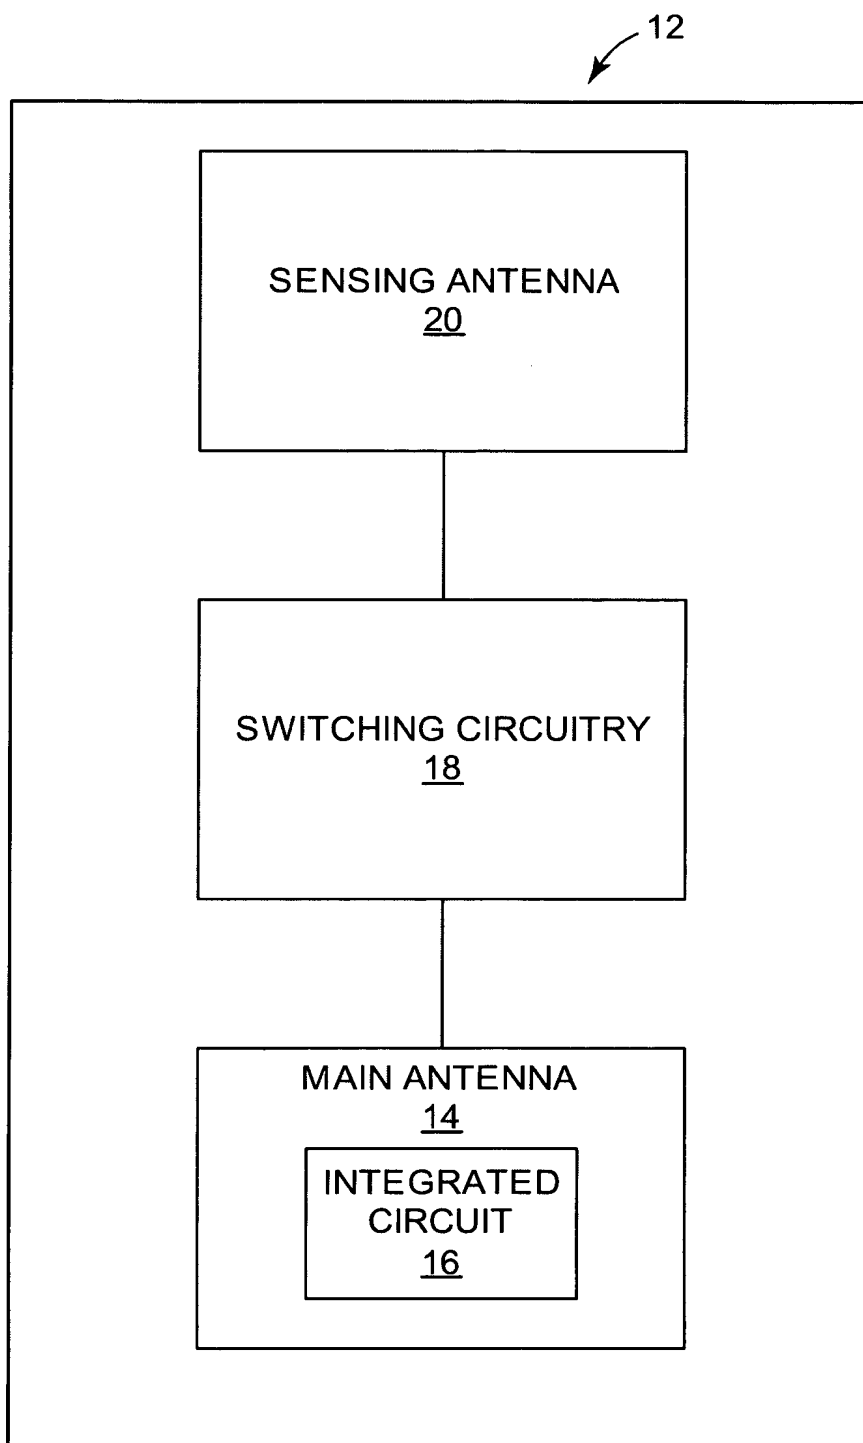 12
SENSING ANTENNA
20
SWITCHING CIRCUITRY
18
MAIN ANTENNA
14
INTEGRATED
CIRCUIT
16